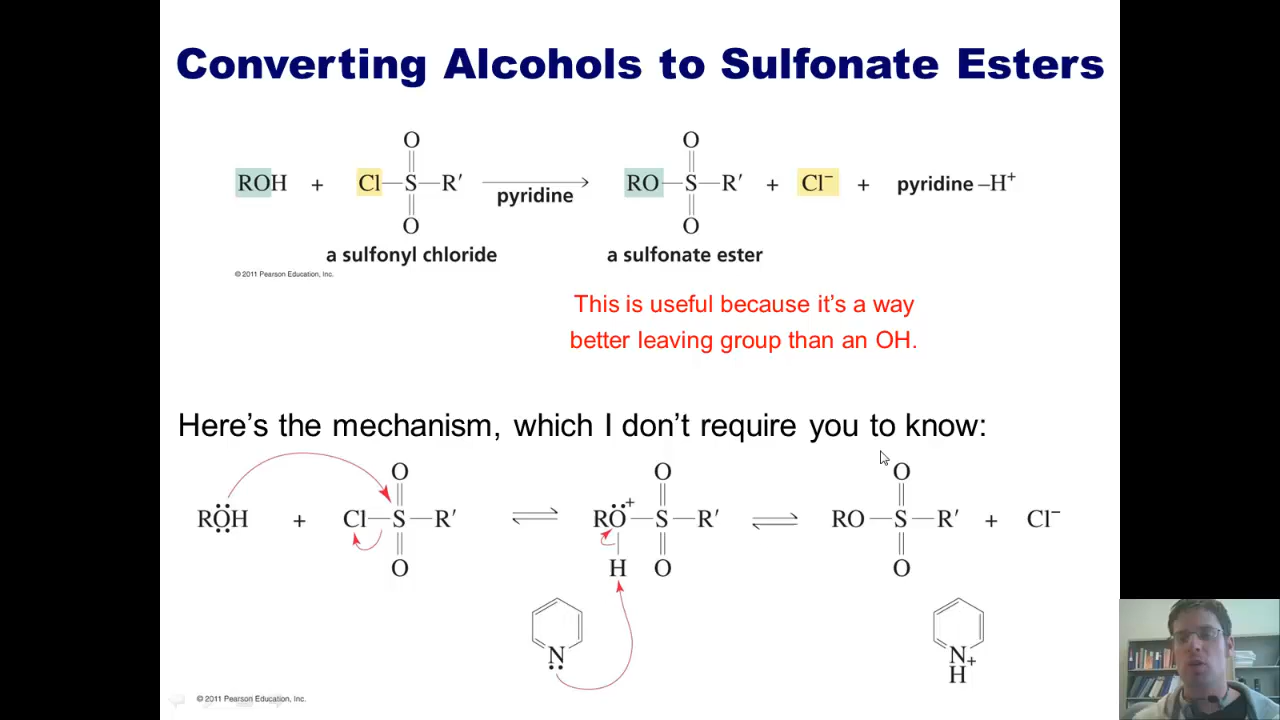 Converting Alcohols to Sulfonate Esters
O O
ROH + Cl—S—R′ pyridine RO—S—R′ + Cl⁻ + pyridine –H⁺
O O
a sulfonyl chloride a sulfonate ester
© 2011 Pearson Education, Inc.
This is useful because it's a way
better leaving group than an OH.
Here's the mechanism, which I don't require you to know:
O O O
ROH + Cl—S—R′ RO⁺—S—R′ RO—S—R′ + Cl⁻
O H O O
N N⁺
H
© 2011 Pearson Education, Inc.